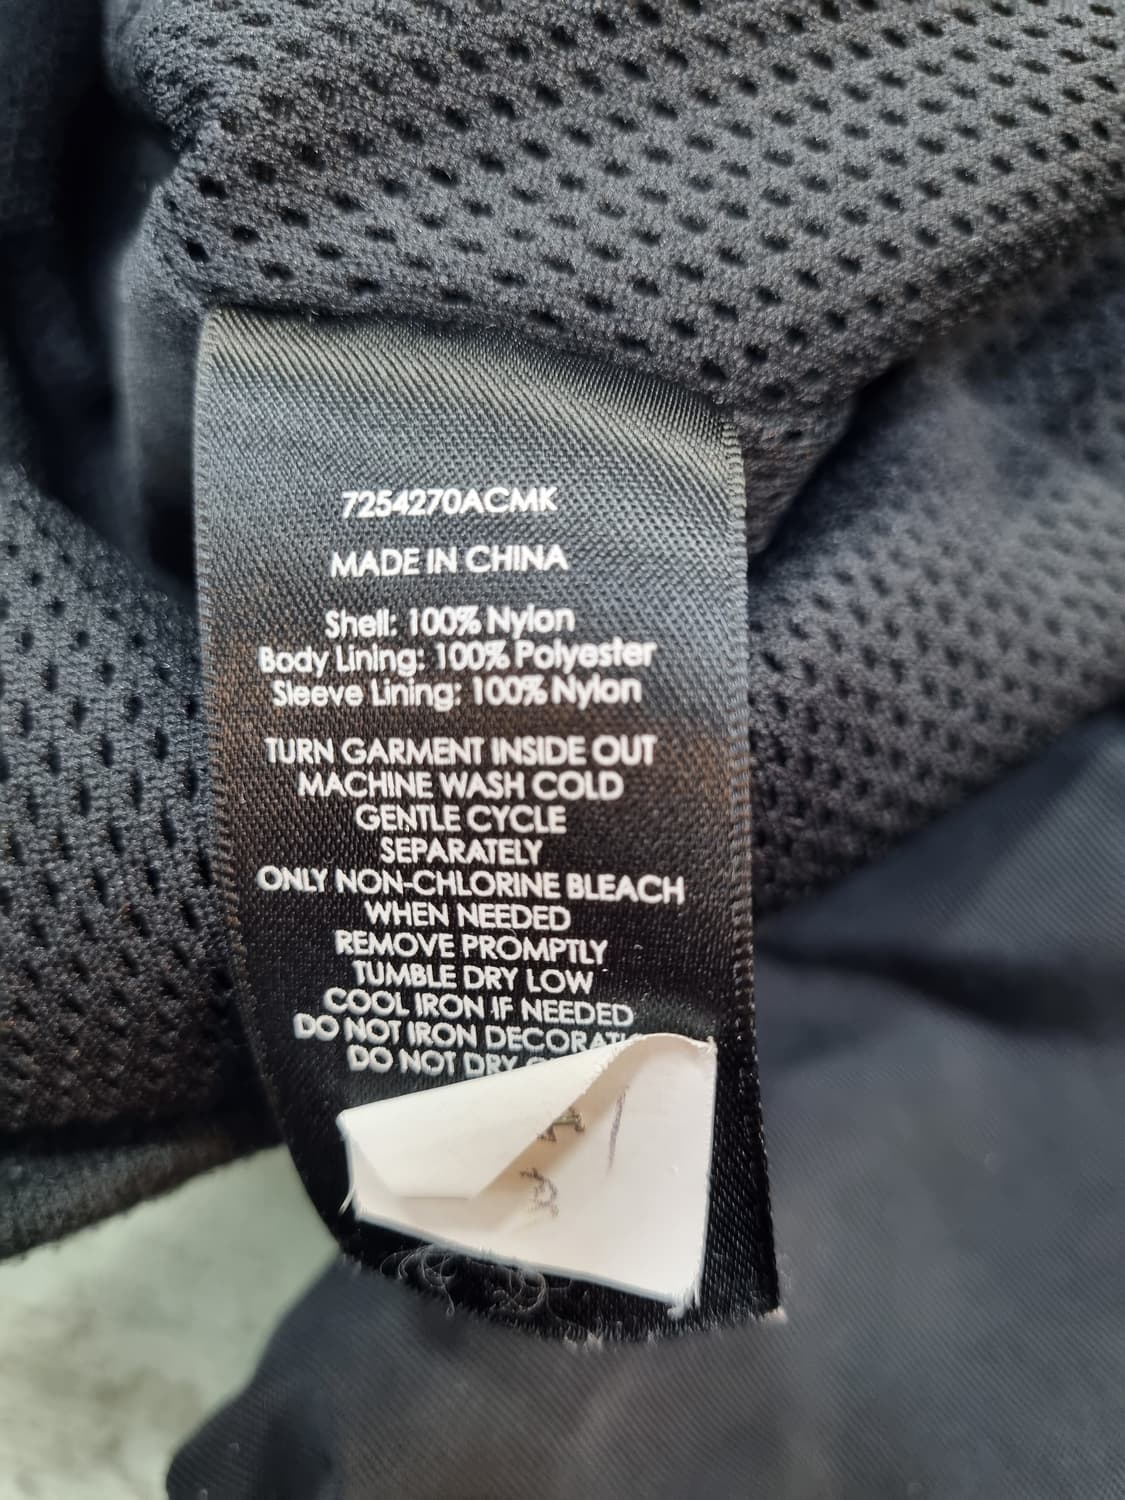 7254270ACMK
MADE IN CHINA
Shell: 100% Nylon
Body Lining: 100% Polyester
Sleeve Lining: 100% Nylon
TURN GARMENT INSIDE OUT
MACHINE WASH COLD
GENTLE CYCLE
SEPARATELY
ONLY NON-CHLORINE BLEACH
WHEN NEEDED
REMOVE PROMPTLY
TUMBLE DRY LOW
COOL IRON IF NEEDED
DO NOT IRON
DO NOT DRY